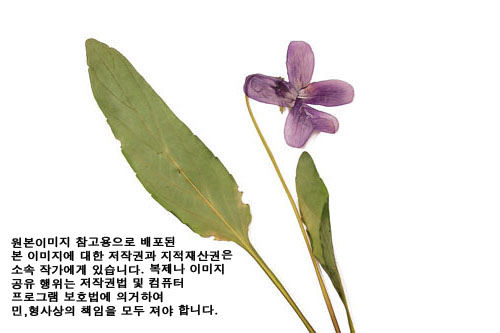 원본이미지 참고용으로 배포된
본 이미지에 대한 저작권과 지적재산권은
소속 작가에게 있습니다. 복제나 이미지
공유 행위는 저작권법 및 컴퓨터
프로그램 보호법에 의거하여
민,형사상의 책임을 모두 져야 합니다.